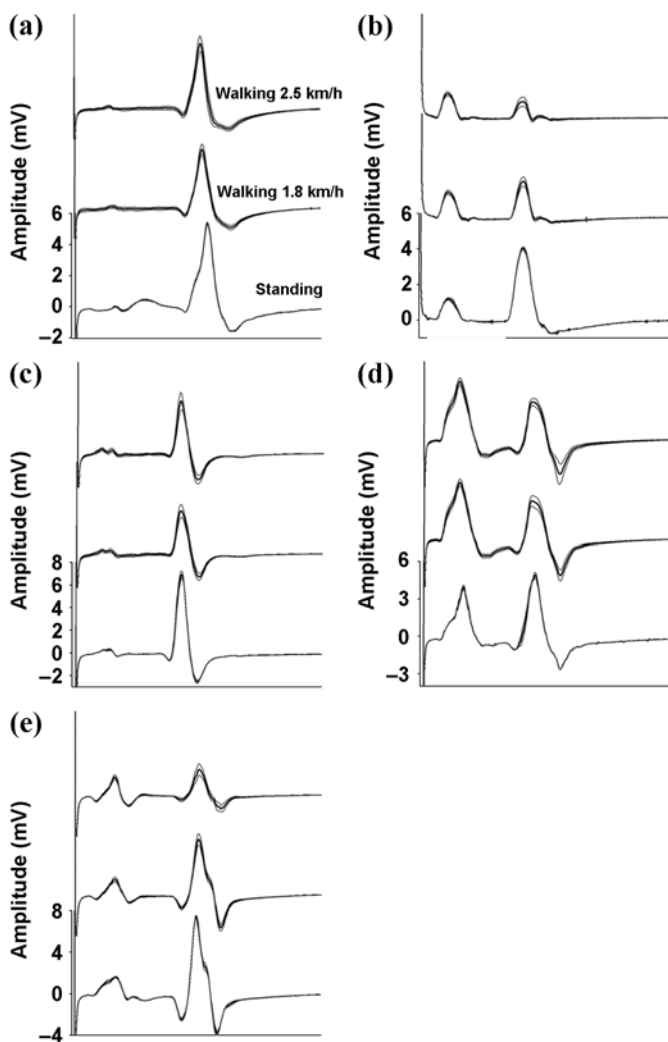 (a)
Amplitude (mV)
Walking 2.5 km/h
Walking 1.8 km/h
Standing
6
4
2
0
–2
(b)
Amplitude (mV)
6
4
2
0
(c)
Amplitude (mV)
8
6
4
2
0
–2
(d)
Amplitude (mV)
6
3
0
–3
(e)
Amplitude (mV)
8
4
0
–4